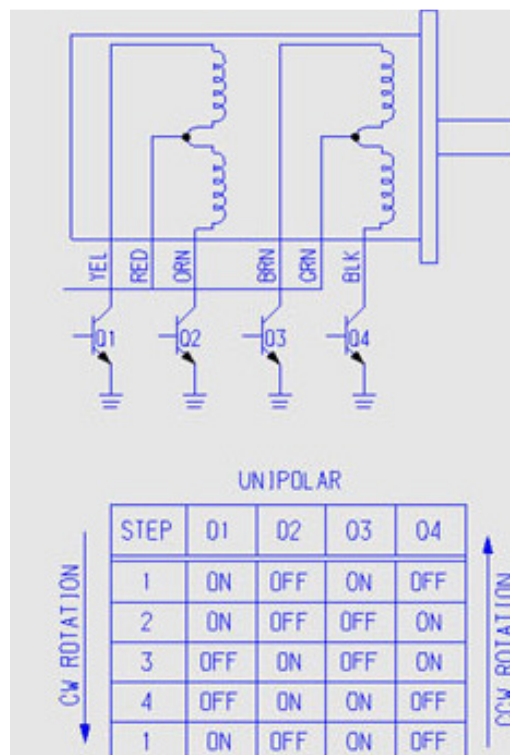 YEL RED ORN BRN GRN BLK
Q1 Q2 Q3 Q4
UNIPOLAR
STEP Q1 Q2 Q3 Q4
1 ON OFF ON OFF
2 ON OFF OFF ON
3 OFF ON OFF ON
4 OFF ON ON OFF
1 ON OFF ON OFF
CW ROTATION
CCW ROTATION